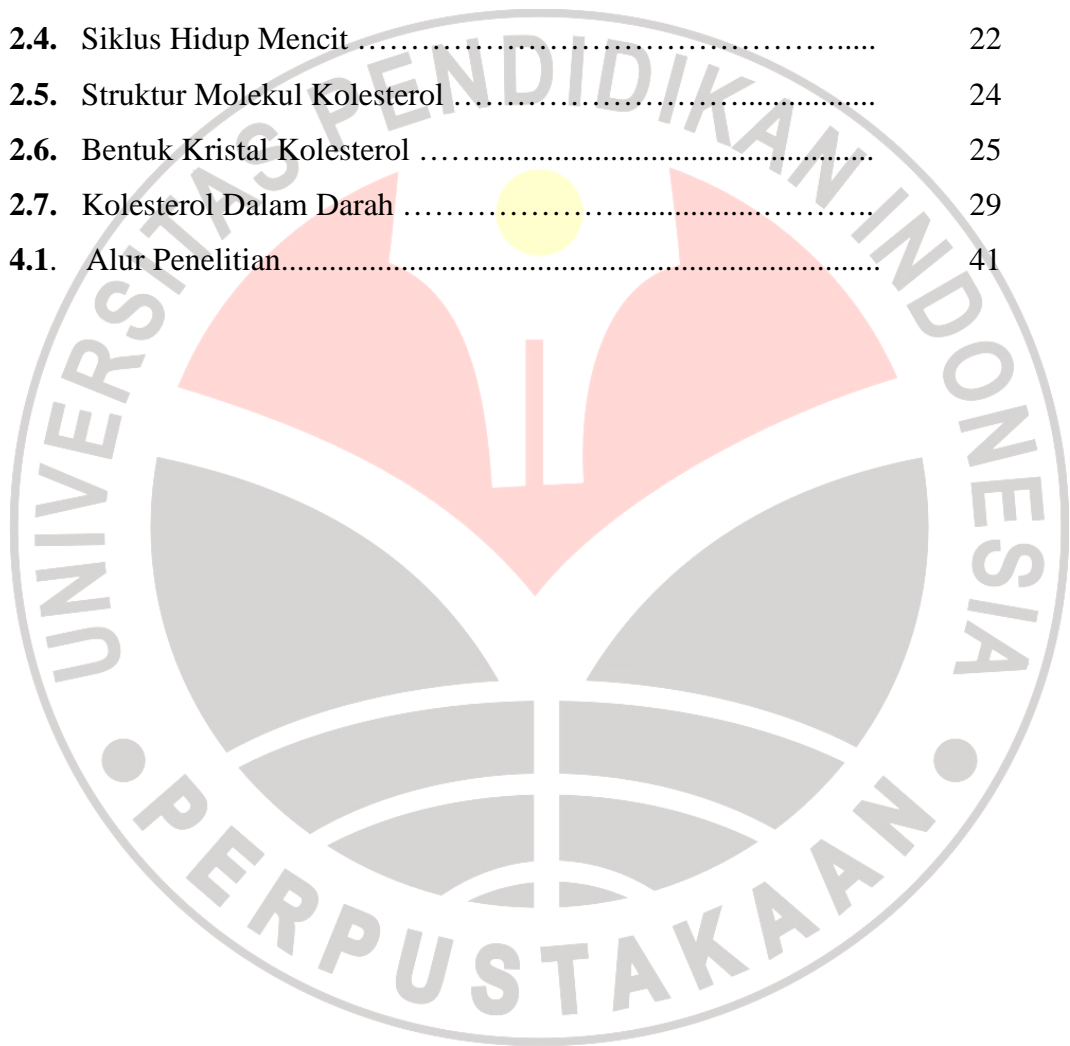 2.4. Siklus Hidup Mencit ……………………………………………..... 22
2.5. Struktur Molekul Kolesterol ……………………………................ 24
2.6. Bentuk Kristal Kolesterol ……................................................. 25
2.7. Kolesterol Dalam Darah ……………………...................……….. 29
4.1. Alur Penelitian............................................................................ 41
UNIVERSITAS PENDIDIKAN INDONESIA
PERPUSTAKAAN